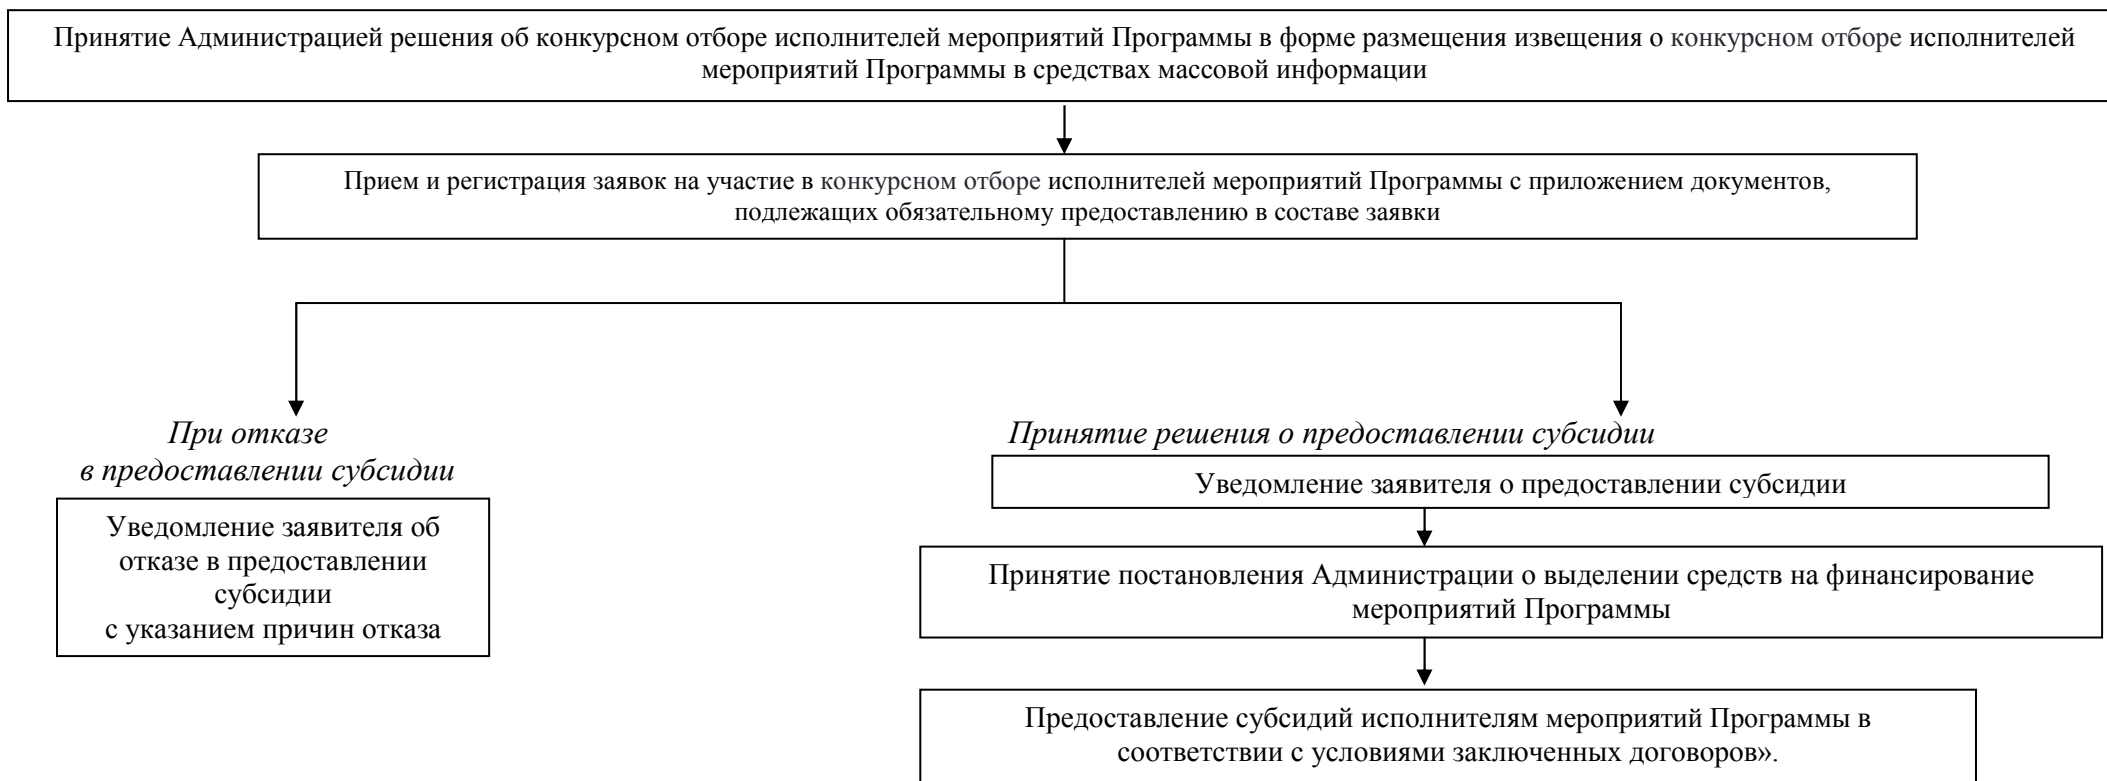 Принятие Администрацией решения об конкурсном отборе исполнителей мероприятий Программы в форме размещения извещения о конкурсном отборе исполнителей
мероприятий Программы в средствах массовой информации
Прием и регистрация заявок на участие в конкурсном отборе исполнителей мероприятий Программы с приложением документов,
подлежащих обязательному предоставлению в составе заявки
При отказе
в предоставлении субсидии
Уведомление заявителя об
отказе в предоставлении
субсидии
с указанием причин отказа
Принятие решения о предоставлении субсидии
Уведомление заявителя о предоставлении субсидии
Принятие постановления Администрации о выделении средств на финансирование
мероприятий Программы
Предоставление субсидий исполнителям мероприятий Программы в
соответствии с условиями заключенных договоров».